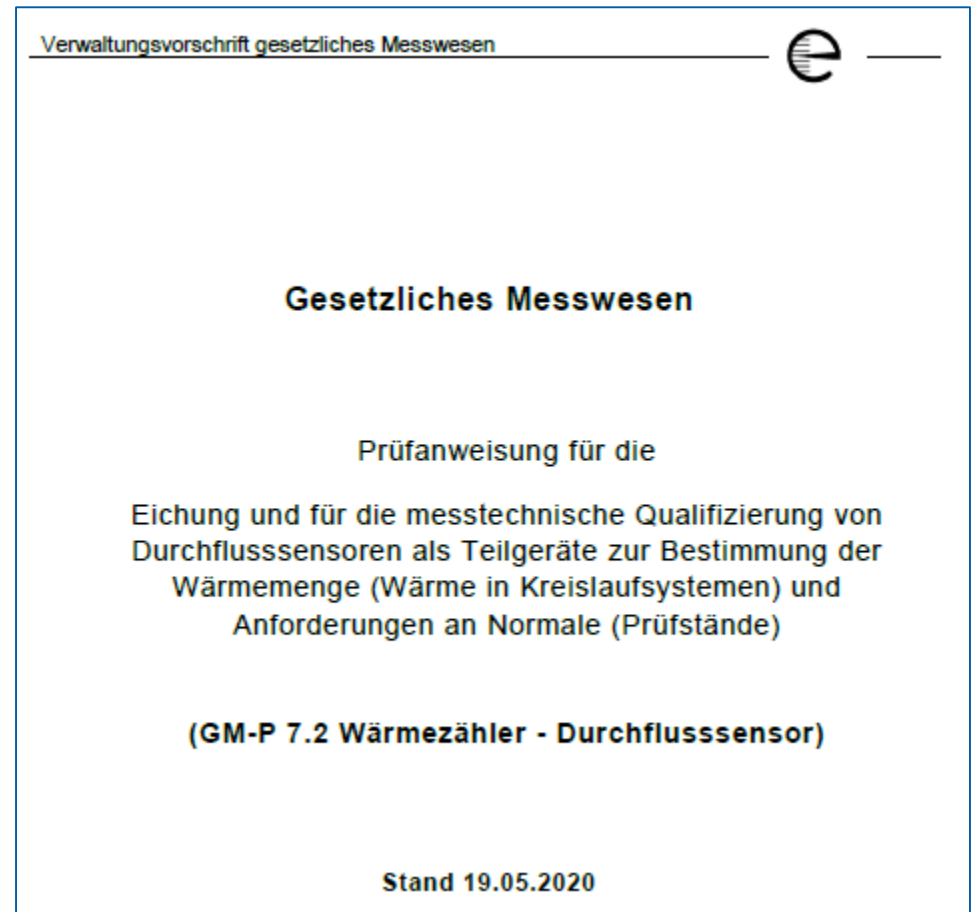 Verwaltungsvorschrift gesetzliches Messwesen
e
Gesetzliches Messwesen
Prüfanweisung für die
Eichung und für die messtechnische Qualifizierung von
Durchflusssensoren als Teilgeräte zur Bestimmung der
Wärmemenge (Wärme in Kreislaufsystemen) und
Anforderungen an Normale (Prüfstände)
(GM-P 7.2 Wärmezähler - Durchflusssensor)
Stand 19.05.2020